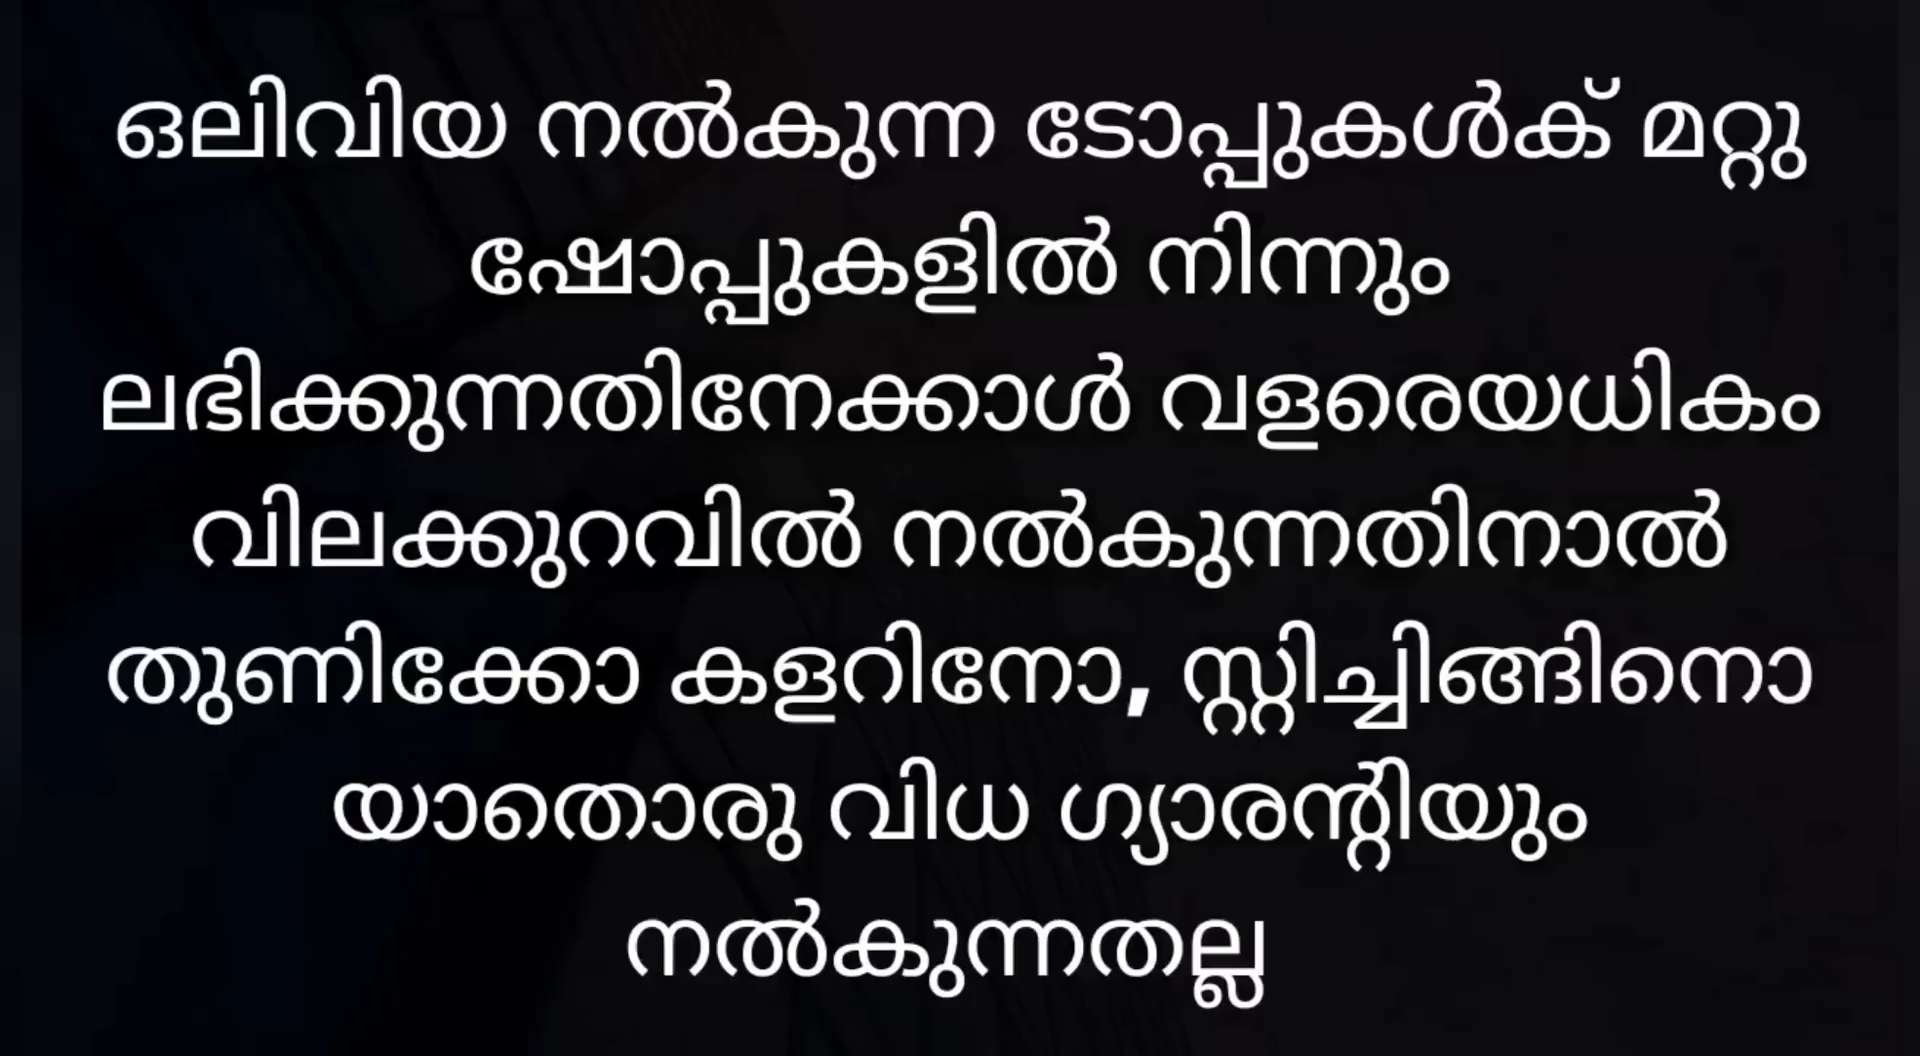 ഒലിവിയ നൽകുന്ന ടോപ്പുകൾക് മറ്റു
ഷോപ്പുകളിൽ നിന്നും
ലഭിക്കുന്നതിനേക്കാൾ വളരെയധികം
വിലക്കുറവിൽ നൽകുന്നതിനാൽ
തുണിക്കോ കളറിനോ, സ്റ്റിച്ചിങ്ങിനൊ
യാതൊരു വിധ ഗ്യാരന്റിയും
നൽകുന്നതല്ല